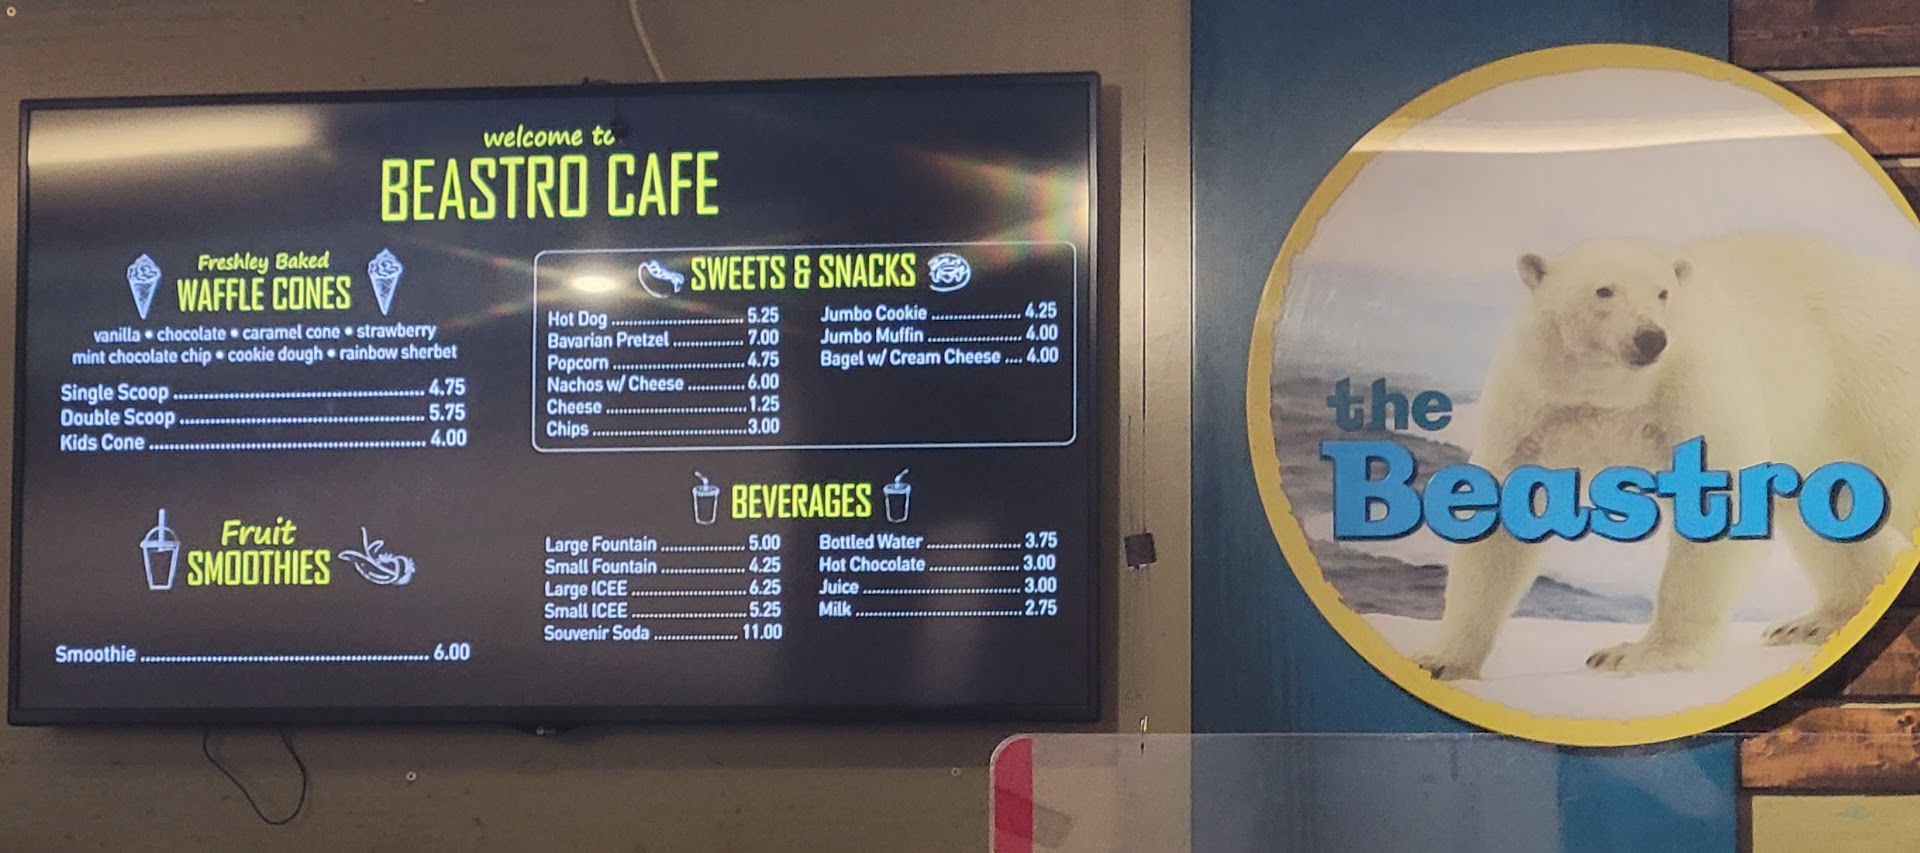 welcome to
BEASTRO CAFE
Freshley Baked
WAFFLE CONES
vanilla • chocolate • caramel cone • strawberry
mint chocolate chip • cookie dough • rainbow sherbet
Single Scoop 4.75
Double Scoop 5.75
Kids Cone 4.00
Fruit
SMOOTHIES
Smoothie 6.00
SWEETS & SNACKS
Hot Dog 5.25
Bavarian Pretzel 7.00
Popcorn 4.75
Nachos w/ Cheese 6.00
Cheese 1.25
Chips 3.00
Jumbo Cookie 4.25
Jumbo Muffin 4.00
Bagel w/ Cream Cheese 4.00
BEVERAGES
Large Fountain 5.00
Small Fountain 4.25
Large ICEE 6.25
Small ICEE 5.25
Souvenir Soda 11.00
Bottled Water 3.75
Hot Chocolate 3.00
Juice 3.00
Milk 2.75
the
Beastro